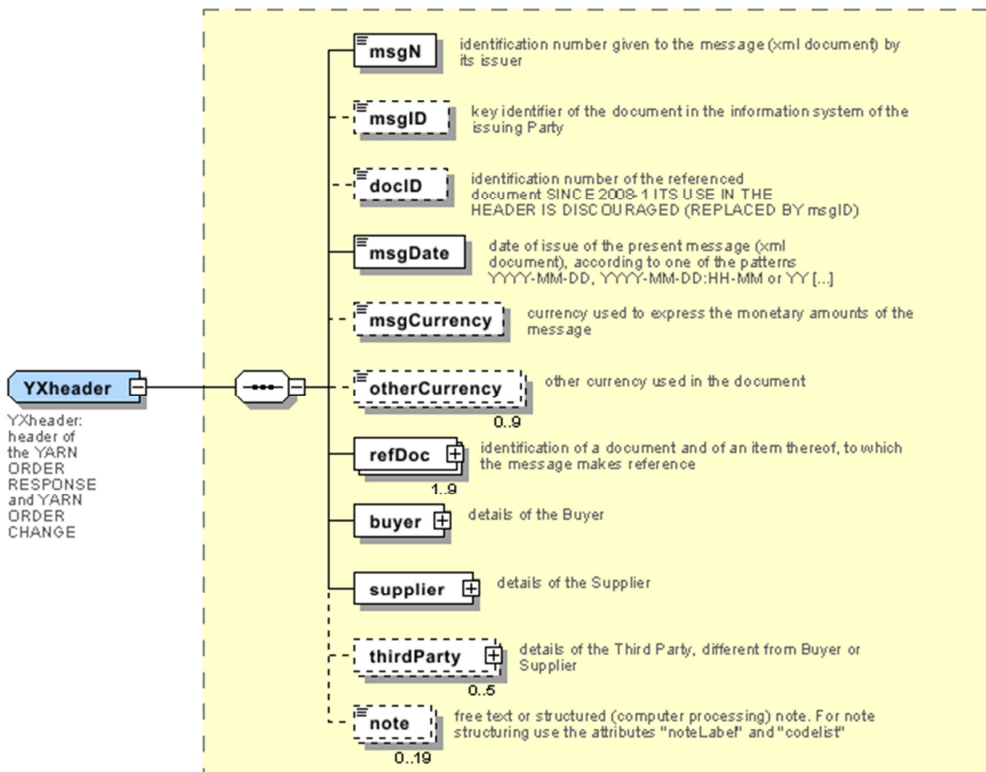 msgN
identification number given to the message (xml document) by
its issuer
msgID
key identifier of the document in the information system of the
issuing Party
docID
identification number of the referenced
document SINCE 2008-1 ITS USE IN THE
HEADER IS DISCOURAGED (REPLACED BY msgID)
msgDate
date of issue of the present message (xml
document), according to one of the patterns
YYYY-MM-DD, YYYY-MM-DD:HH-MM or YY [...]
msgCurrency
currency used to express the monetary amounts of the
message
YXheader
YXheader:
header of
the YARN
ORDER
RESPONSE
and YARN
ORDER
CHANGE
otherCurrency
other currency used in the document
0..9
refDoc
identification of a document and of an item thereof, to which
the message makes reference
1..9
buyer
details of the Buyer
supplier
details of the Supplier
thirdParty
details of the Third Party, different from Buyer or
Supplier
0..5
note
free text or structured (computer processing) note. For note
structuring use the attributes "noteLabel" and "codelist"
0..19